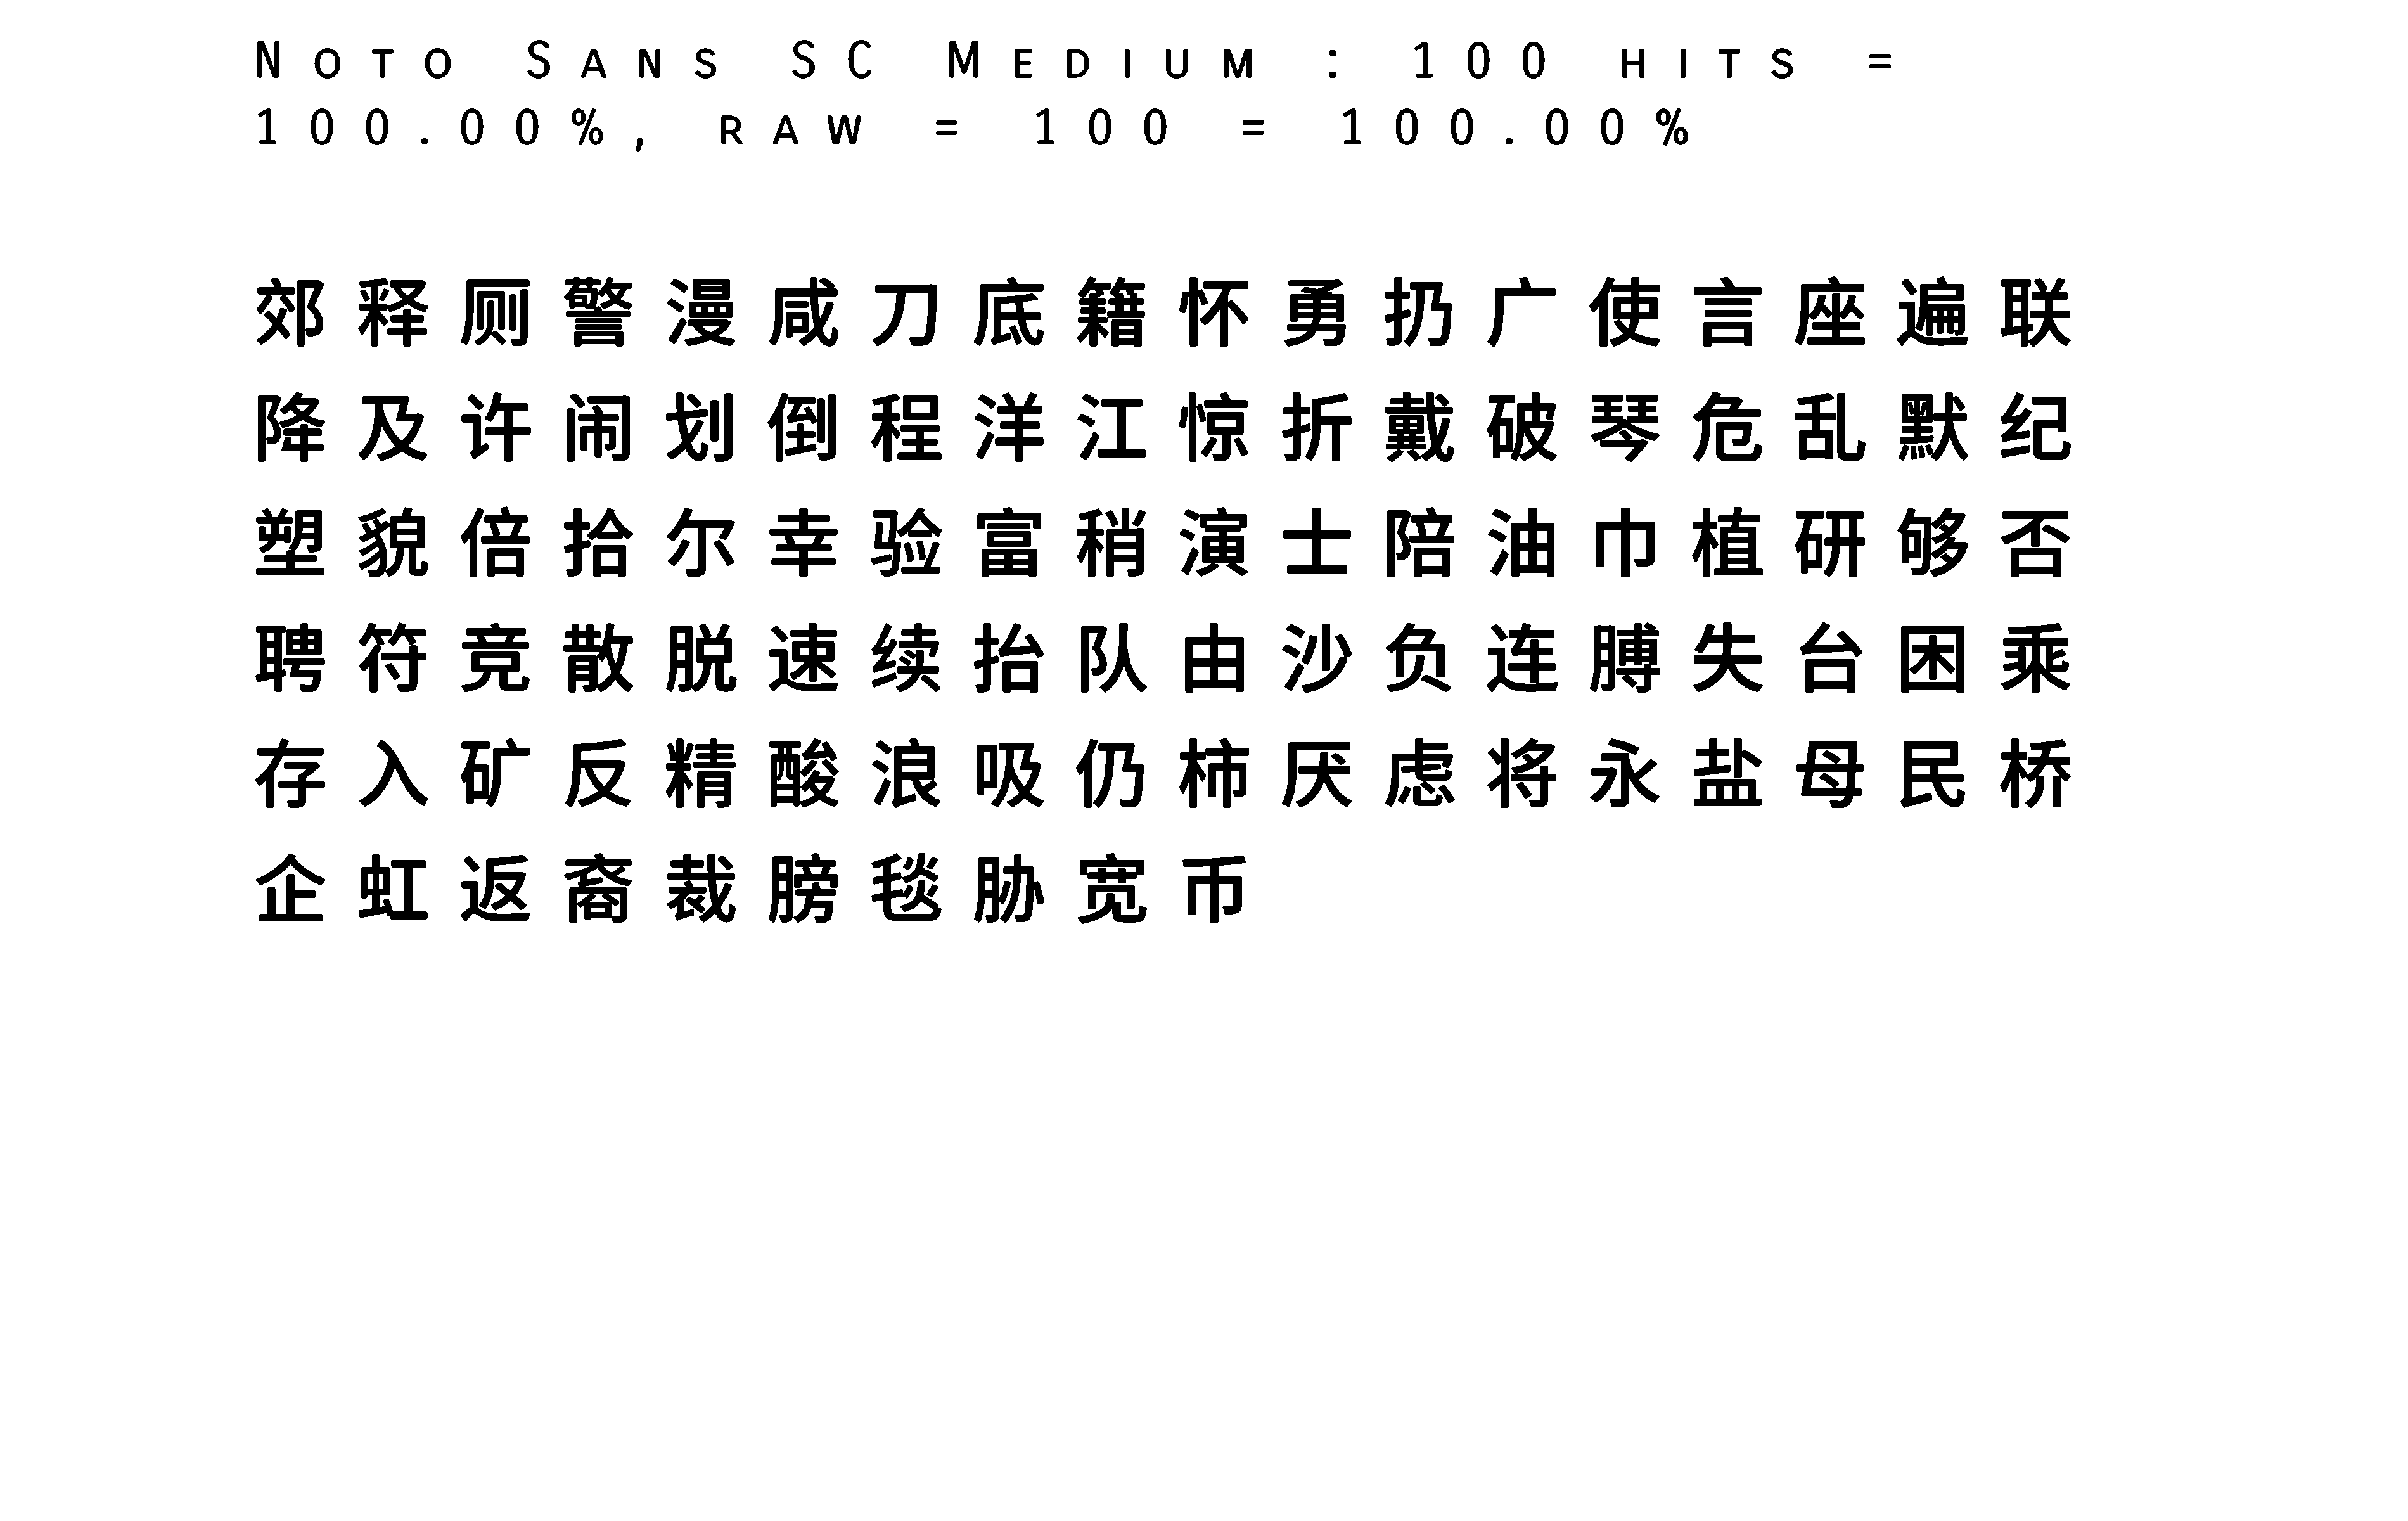 Noto Sans SC Medium : 100 hits =
100.00%, raw = 100 = 100.00%
郊释厕警漫咸刀底籍怀勇扔广使言座遍联
降及许闹划倒程洋江惊折戴破琴危乱默纪
塑貌倍拾尔幸验富稍演士陪油巾植研够否
聘符竞散脱速续抬队由沙负连膊失台困乘
存入矿反精酸浪吸仍柿厌虑将永盐母民桥
企虹返裔裁膀毯胁宽币